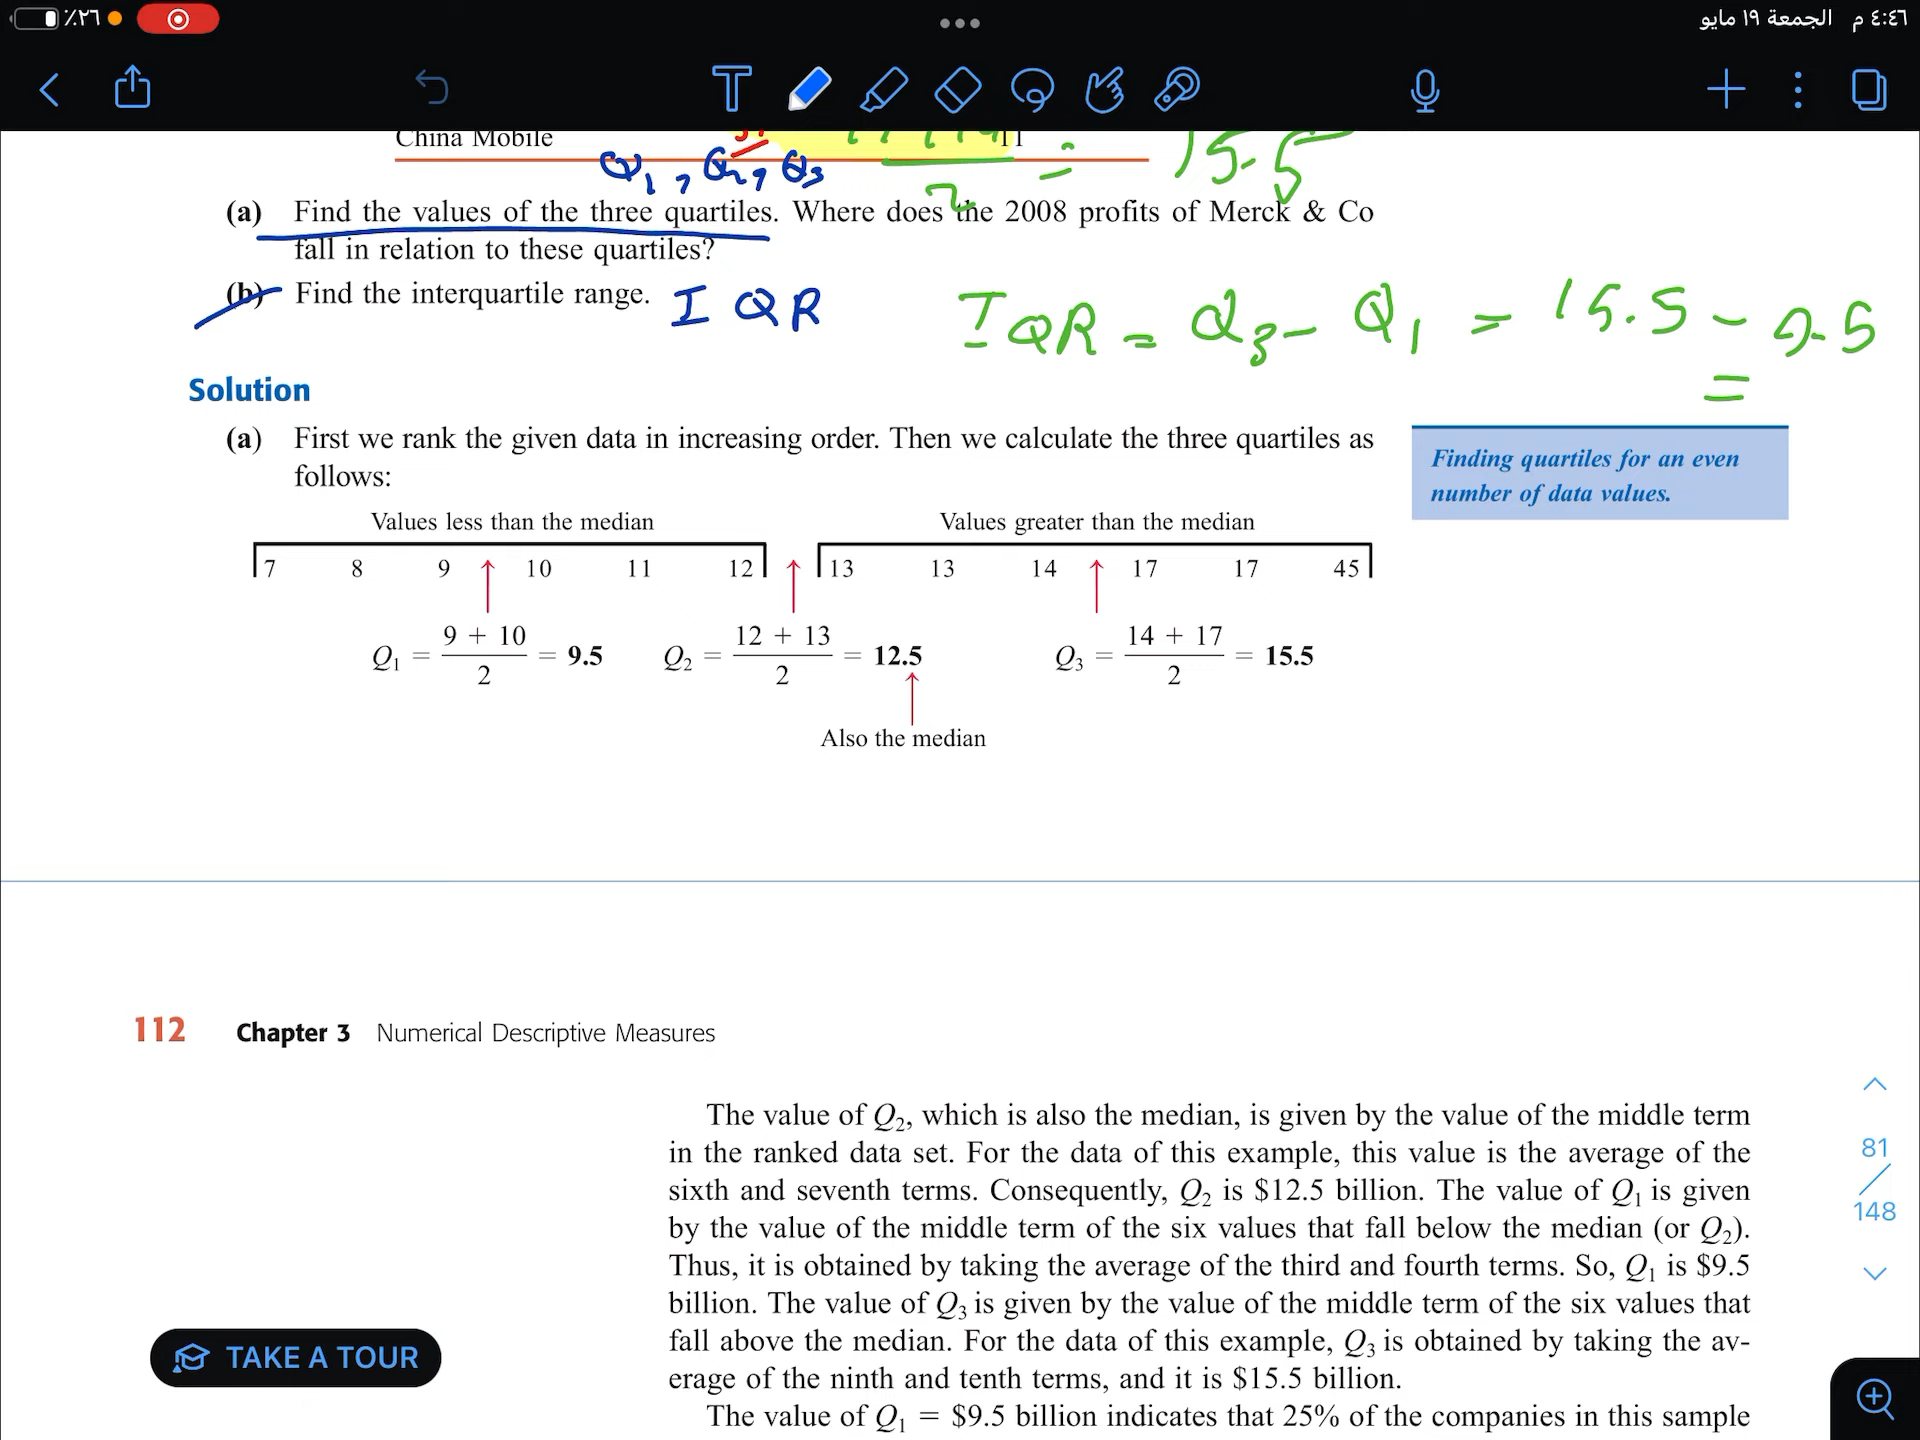 ٪٢٦
٤:٤٦ م الجمعة ١٩ مايو
China Mobile 11
= 15.5
2
Q1, Q2, Q3
(a) Find the values of the three quartiles. Where does the 2008 profits of Merck & Co
fall in relation to these quartiles?
(b) Find the interquartile range. IQR
IQR = Q3 - Q1 = 15.5 - 9.5
=
Solution
(a) First we rank the given data in increasing order. Then we calculate the three quartiles as
follows:
Finding quartiles for an even
number of data values.
Values less than the median Values greater than the median
7 8 9 10 11 12 13 13 14 17 17 45
Q1 = (9 + 10)/2 = 9.5 Q2 = (12 + 13)/2 = 12.5 Q3 = (14 + 17)/2 = 15.5
Also the median
112 Chapter 3 Numerical Descriptive Measures
The value of Q2, which is also the median, is given by the value of the middle term
in the ranked data set. For the data of this example, this value is the average of the
sixth and seventh terms. Consequently, Q2 is $12.5 billion. The value of Q1 is given
by the value of the middle term of the six values that fall below the median (or Q2).
Thus, it is obtained by taking the average of the third and fourth terms. So, Q1 is $9.5
billion. The value of Q3 is given by the value of the middle term of the six values that
fall above the median. For the data of this example, Q3 is obtained by taking the av-
erage of the ninth and tenth terms, and it is $15.5 billion.
The value of Q1 = $9.5 billion indicates that 25% of the companies in this sample
81
/
148
TAKE A TOUR